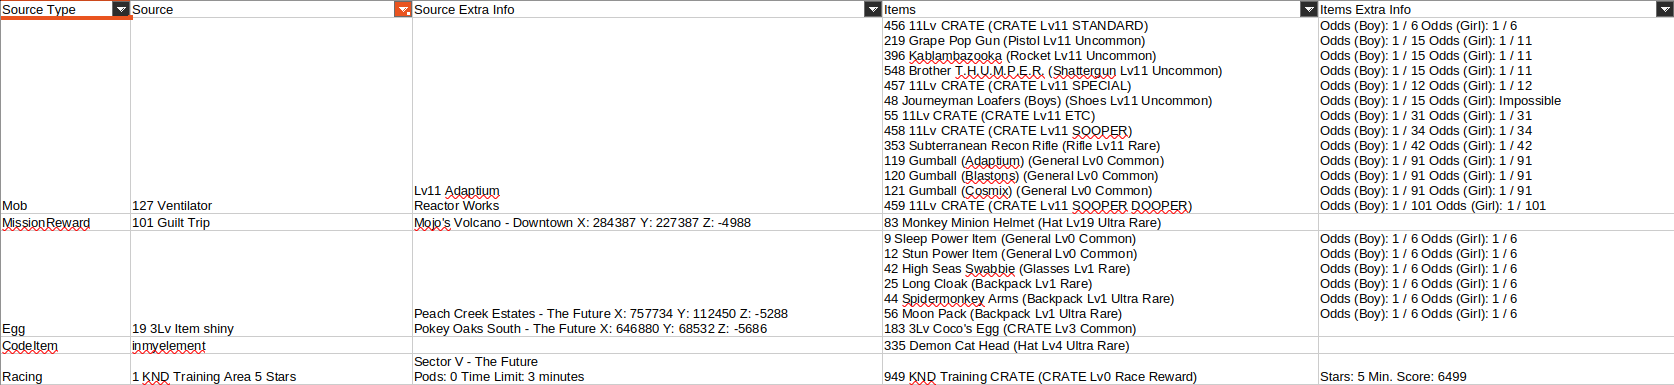 Source Type Source Source Extra Info Items Items Extra Info
456 11Lv CRATE (CRATE Lv11 STANDARD) Odds (Boy): 1 / 6 Odds (Girl): 1 / 6
219 Grape Pop Gun (Pistol Lv11 Uncommon) Odds (Boy): 1 / 15 Odds (Girl): 1 / 11
396 Kablambazooka (Rocket Lv11 Uncommon) Odds (Boy): 1 / 15 Odds (Girl): 1 / 11
548 Brother T.H.U.M.P.E.R. (Shattergun Lv11 Uncommon) Odds (Boy): 1 / 15 Odds (Girl): 1 / 11
457 11Lv CRATE (CRATE Lv11 SPECIAL) Odds (Boy): 1 / 12 Odds (Girl): 1 / 12
48 Journeyman Loafers (Boys) (Shoes Lv11 Uncommon) Odds (Boy): 1 / 15 Odds (Girl): Impossible
55 11Lv CRATE (CRATE Lv11 ETC) Odds (Boy): 1 / 31 Odds (Girl): 1 / 31
458 11Lv CRATE (CRATE Lv11 SOOPER) Odds (Boy): 1 / 34 Odds (Girl): 1 / 34
353 Subterranean Recon Rifle (Rifle Lv11 Rare) Odds (Boy): 1 / 42 Odds (Girl): 1 / 42
119 Gumball (Adaptium) (General Lv0 Common) Odds (Boy): 1 / 91 Odds (Girl): 1 / 91
120 Gumball (Blastons) (General Lv0 Common) Odds (Boy): 1 / 91 Odds (Girl): 1 / 91
Lv11 Adaptium 121 Gumball (Cosmix) (General Lv0 Common) Odds (Boy): 1 / 91 Odds (Girl): 1 / 91
Mob 127 Ventilator Reactor Works 459 11Lv CRATE (CRATE Lv11 SOOPER DOOPER) Odds (Boy): 1 / 101 Odds (Girl): 1 / 101
MissionReward 101 Guilt Trip Mojo's Volcano - Downtown X: 284387 Y: 227387 Z: -4988 83 Monkey Minion Helmet (Hat Lv19 Ultra Rare)
9 Sleep Power Item (General Lv0 Common) Odds (Boy): 1 / 6 Odds (Girl): 1 / 6
12 Stun Power Item (General Lv0 Common) Odds (Boy): 1 / 6 Odds (Girl): 1 / 6
42 High Seas Swabbie (Glasses Lv1 Rare) Odds (Boy): 1 / 6 Odds (Girl): 1 / 6
25 Long Cloak (Backpack Lv1 Rare) Odds (Boy): 1 / 6 Odds (Girl): 1 / 6
44 Spidermonkey Arms (Backpack Lv1 Ultra Rare) Odds (Boy): 1 / 6 Odds (Girl): 1 / 6
Peach Creek Estates - The Future X: 757734 Y: 112450 Z: -5288 56 Moon Pack (Backpack Lv1 Ultra Rare) Odds (Boy): 1 / 6 Odds (Girl): 1 / 6
Egg 19 3Lv Item shiny Pokey Oaks South - The Future X: 646880 Y: 68532 Z: -5686 183 3Lv Coco's Egg (CRATE Lv3 Common)
CodeItem inmyelement 335 Demon Cat Head (Hat Lv4 Ultra Rare)
Sector V - The Future
Racing 1 KND Training Area 5 Stars Pods: 0 Time Limit: 3 minutes 949 KND Training CRATE (CRATE Lv0 Race Reward) Stars: 5 Min. Score: 6499